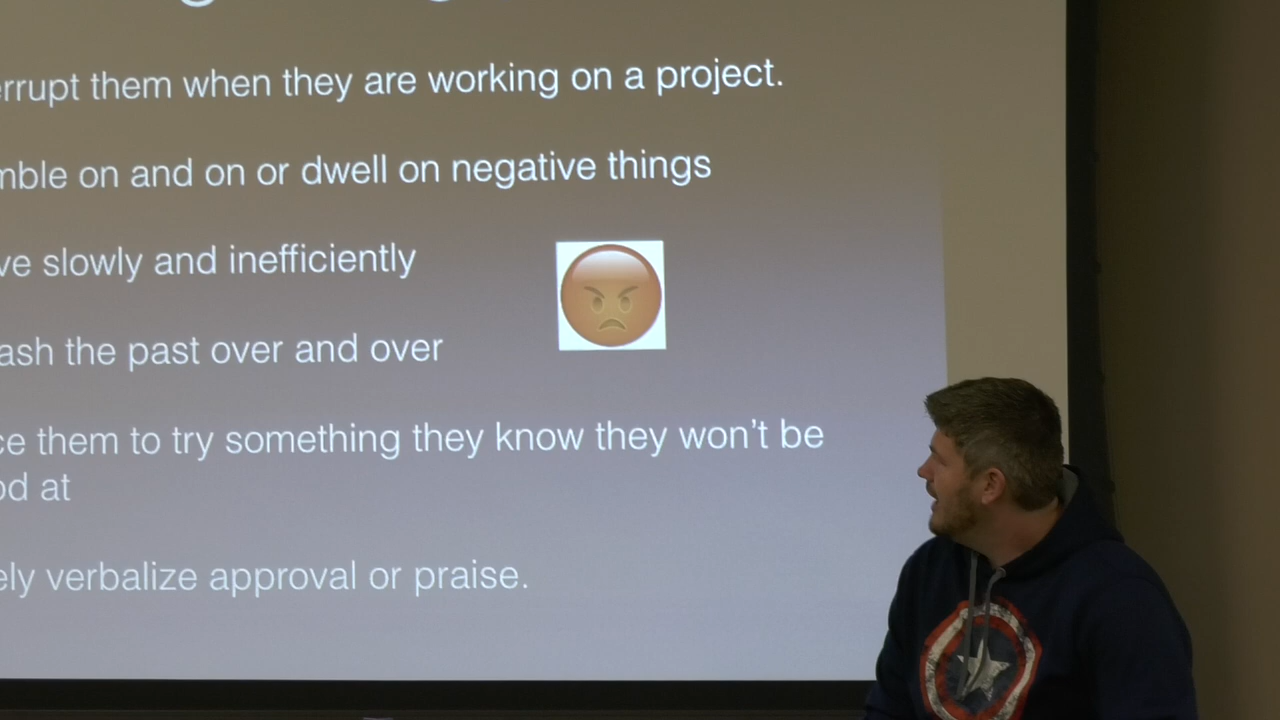 errupt them when they are working on a project.
mble on and on or dwell on negative things
ve slowly and inefficiently
ash the past over and over
ce them to try something they know they won't be
od at
ely verbalize approval or praise.